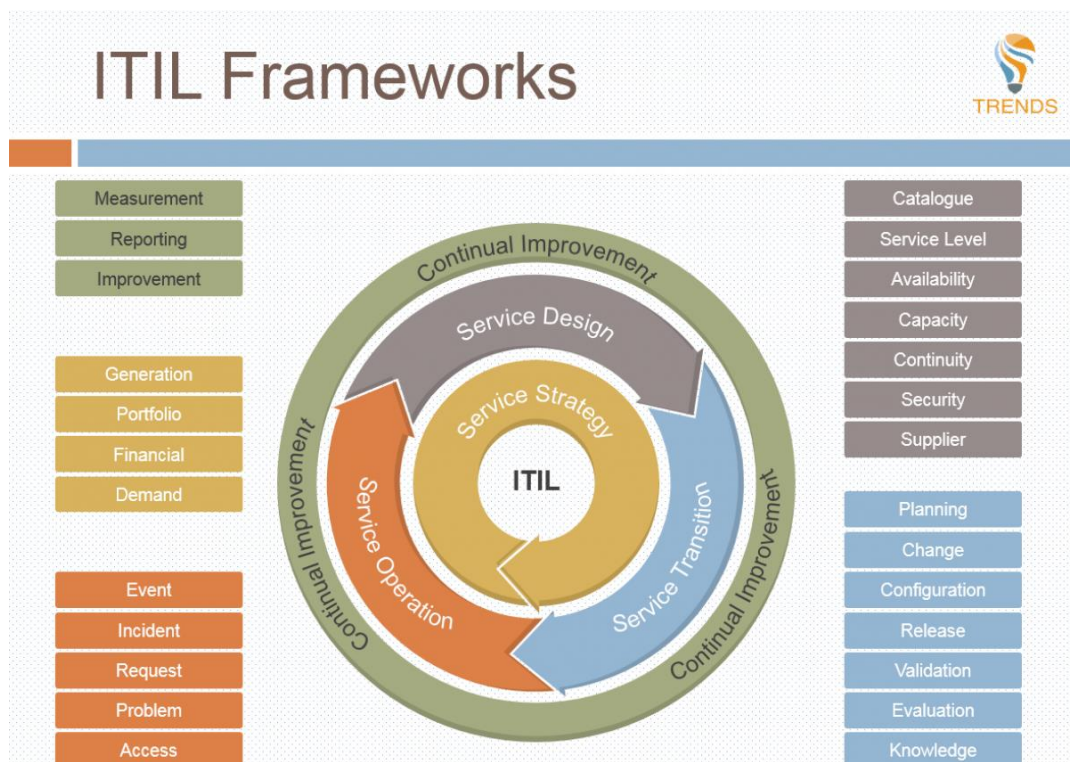 ITIL Frameworks
TRENDS
Measurement
Reporting
Improvement
Generation
Portfolio
Financial
Demand
Event
Incident
Request
Problem
Access
Continual Improvement
Continual Improvement
Continual Improvement
Service Design
Service Strategy
ITIL
Service Operation
Service Transition
Catalogue
Service Level
Availability
Capacity
Continuity
Security
Supplier
Planning
Change
Configuration
Release
Validation
Evaluation
Knowledge